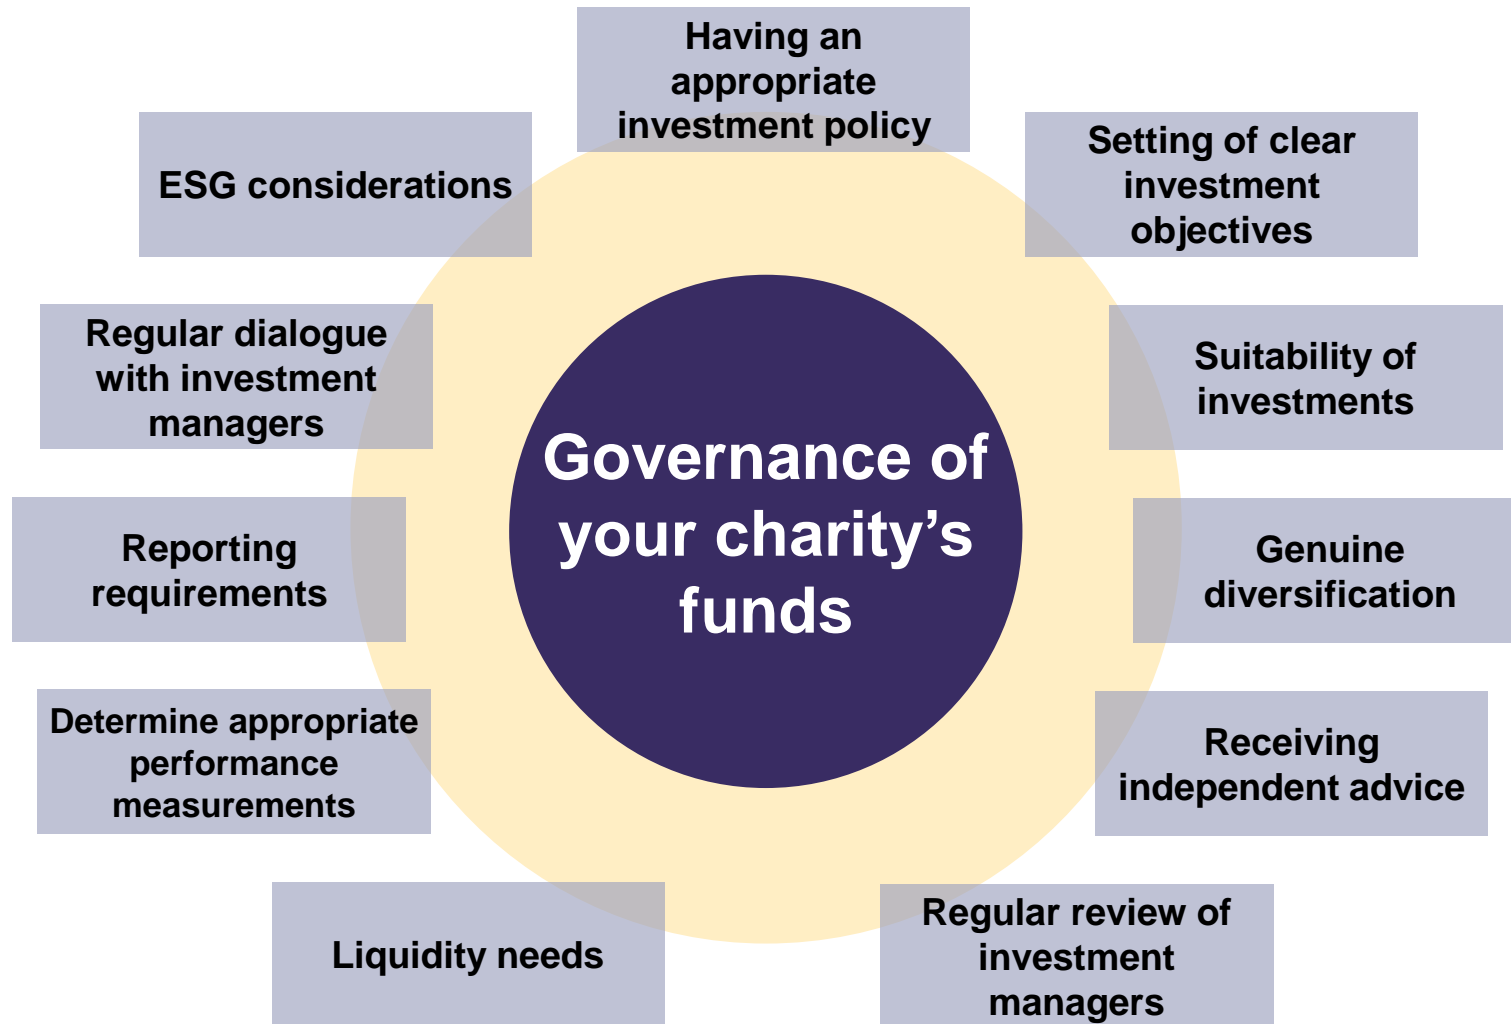 Having an
appropriate
investment policy
Setting of clear
investment
objectives
Suitability of
investments
Genuine
diversification
Receiving
independent advice
Regular review of
investment
managers
Liquidity needs
Determine appropriate
performance
measurements
Reporting
requirements
Regular dialogue
with investment
managers
ESG considerations
Governance of
your charity’s
funds